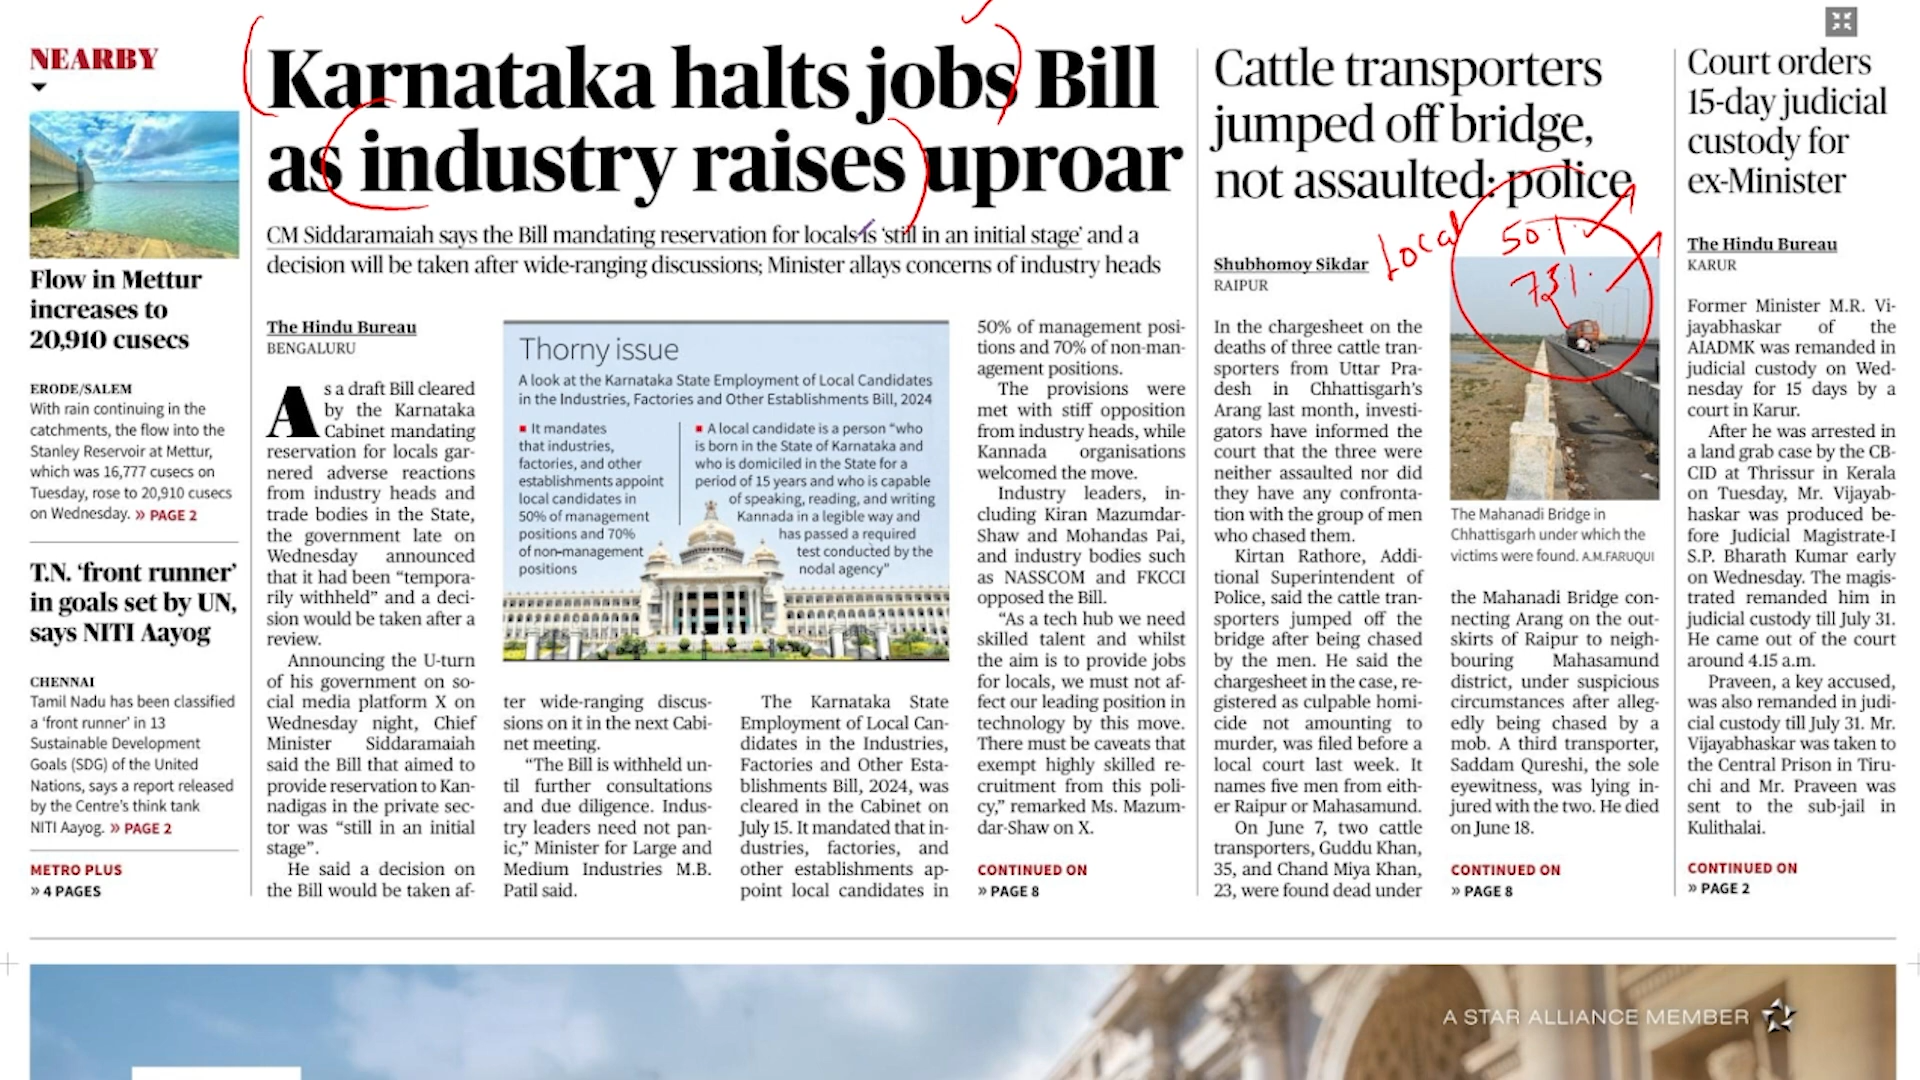 NEARBY
Flow in Mettur
increases to
20,910 cusecs
ERODE/SALEM
With rain continuing in the
catchments, the flow into the
Stanley Reservoir at Mettur,
which was 16,777 cusecs on
Tuesday, rose to 20,910 cusecs
on Wednesday. » PAGE 2
T.N. ‘front runner’
in goals set by UN,
says NITI Aayog
CHENNAI
Tamil Nadu has been classified
a ‘front runner’ in 13
Sustainable Development
Goals (SDG) of the United
Nations, says a report released
by the Centre’s think tank
NITI Aayog. » PAGE 2
METRO PLUS
» 4 PAGES
Karnataka halts jobs Bill
as industry raises uproar
CM Siddaramaiah says the Bill mandating reservation for locals is ‘still in an initial stage’ and a
decision will be taken after wide-ranging discussions; Minister allays concerns of industry heads
The Hindu Bureau
BENGALURU
As a draft Bill cleared
by the Karnataka
Cabinet mandating
reservation for locals gar-
nered adverse reactions
from industry heads and
trade bodies in the State,
the government late on
Wednesday announced
that it had been “tempora-
rily withheld” and a deci-
sion would be taken after a
review.
Announcing the U-turn
of his government on so-
cial media platform X on
Wednesday night, Chief
Minister Siddaramaiah
said the Bill that aimed to
provide reservation to Kan-
nadigas in the private sec-
tor was “still in an initial
stage”.
He said a decision on
the Bill would be taken af-
Thorny issue
A look at the Karnataka State Employment of Local Candidates
in the Industries, Factories and Other Establishments Bill, 2024
It mandates
that industries,
factories, and other
establishments appoint
local candidates in
50% of management
positions and 70%
of non-management
positions
A local candidate is a person “who
is born in the State of Karnataka and
who is domiciled in the State for a
period of 15 years and who is capable
of speaking, reading, and writing
Kannada in a legible way and
has passed a required
test conducted by the
nodal agency”
ter wide-ranging discus-
sions on it in the next Cabi-
net meeting.
“The Bill is withheld un-
til further consultations
and due diligence. Indus-
try leaders need not pan-
ic,” Minister for Large and
Medium Industries M.B.
Patil said.
The Karnataka State
Employment of Local Can-
didates in the Industries,
Factories and Other Esta-
blishments Bill, 2024, was
cleared in the Cabinet on
July 15. It mandated that in-
dustries, factories, and
other establishments ap-
point local candidates in
50% of management posi-
tions and 70% of non-man-
agement positions.
The provisions were
met with stiff opposition
from industry heads, while
Kannada organisations
welcomed the move.
Industry leaders, in-
cluding Kiran Mazumdar-
Shaw and Mohandas Pai,
and industry bodies such
as NASSCOM and FKCCI
opposed the Bill.
“As a tech hub we need
skilled talent and whilst
the aim is to provide jobs
for locals, we must not af-
fect our leading position in
technology by this move.
There must be caveats that
exempt highly skilled re-
cruitment from this poli-
cy,” remarked Ms. Mazum-
dar-Shaw on X.
CONTINUED ON
» PAGE 8
Cattle transporters
jumped off bridge,
not assaulted: police
Local
50%
75%
Shubhomoy Sikdar
RAIPUR
In the chargesheet on the
deaths of three cattle tran-
sporters from Uttar Pra-
desh in Chhattisgarh’s
Arang last month, investi-
gators have informed the
court that the three were
neither assaulted nor did
they have any confronta-
tion with the group of men
who chased them.
Kirtan Rathore, Addi-
tional Superintendent of
Police, said the cattle tran-
sporters jumped off the
bridge after being chased
by the men. He said the
chargesheet in the case, re-
gistered as culpable homi-
cide not amounting to
murder, was filed before a
local court last week. It
names five men from eith-
er Raipur or Mahasamund.
On June 7, two cattle
transporters, Guddu Khan,
35, and Chand Miya Khan,
23, were found dead under
The Mahanadi Bridge in
Chhattisgarh under which the
victims were found. A.M.FARUQUI
the Mahanadi Bridge con-
necting Arang on the out-
skirts of Raipur to neigh-
bouring Mahasamund
district, under suspicious
circumstances after alleg-
edly being chased by a
mob. A third transporter,
Saddam Qureshi, the sole
eyewitness, was lying in-
jured with the two. He died
on June 18.
CONTINUED ON
» PAGE 8
Court orders
15-day judicial
custody for
ex-Minister
The Hindu Bureau
KARUR
Former Minister M.R. Vi-
jayabhaskar of the
AIADMK was remanded in
judicial custody on Wed-
nesday for 15 days by a
court in Karur.
After he was arrested in
a land grab case by the CB-
CID at Thrissur in Kerala
on Tuesday, Mr. Vijayab-
haskar was produced be-
fore Judicial Magistrate-I
S.P. Bharath Kumar early
on Wednesday. The magis-
trated remanded him in
judicial custody till July 31.
He came out of the court
around 4.15 a.m.
Praveen, a key accused,
was also remanded in judi-
cial custody till July 31. Mr.
Vijayabhaskar was taken to
the Central Prison in Tiru-
chi and Mr. Praveen was
sent to the sub-jail in
Kulithalai.
CONTINUED ON
» PAGE 2
A STAR ALLIANCE MEMBER